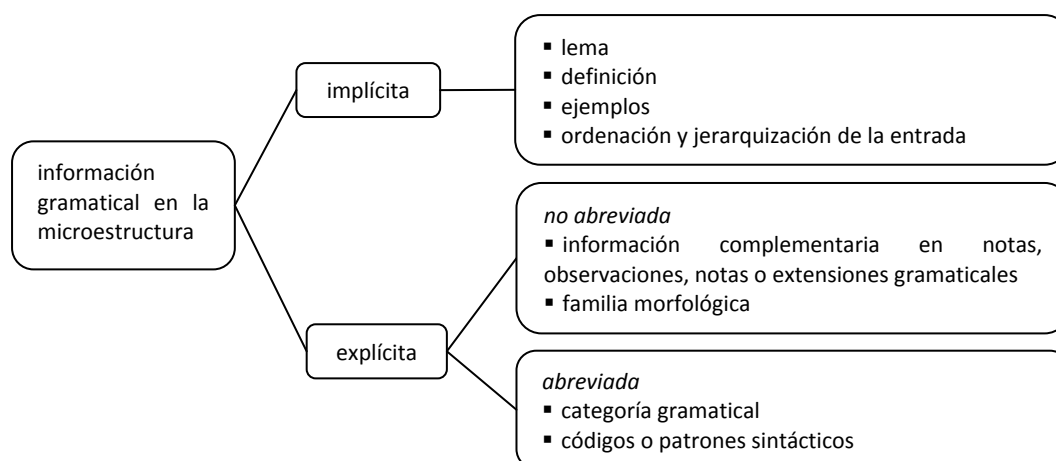 información
gramatical en la
microestructura
implícita
▪ lema
▪ definición
▪ ejemplos
▪ ordenación y jerarquización de la entrada
explícita
no abreviada
▪ información complementaria en notas,
observaciones, notas o extensiones gramaticales
▪ familia morfológica
abreviada
▪ categoría gramatical
▪ códigos o patrones sintácticos